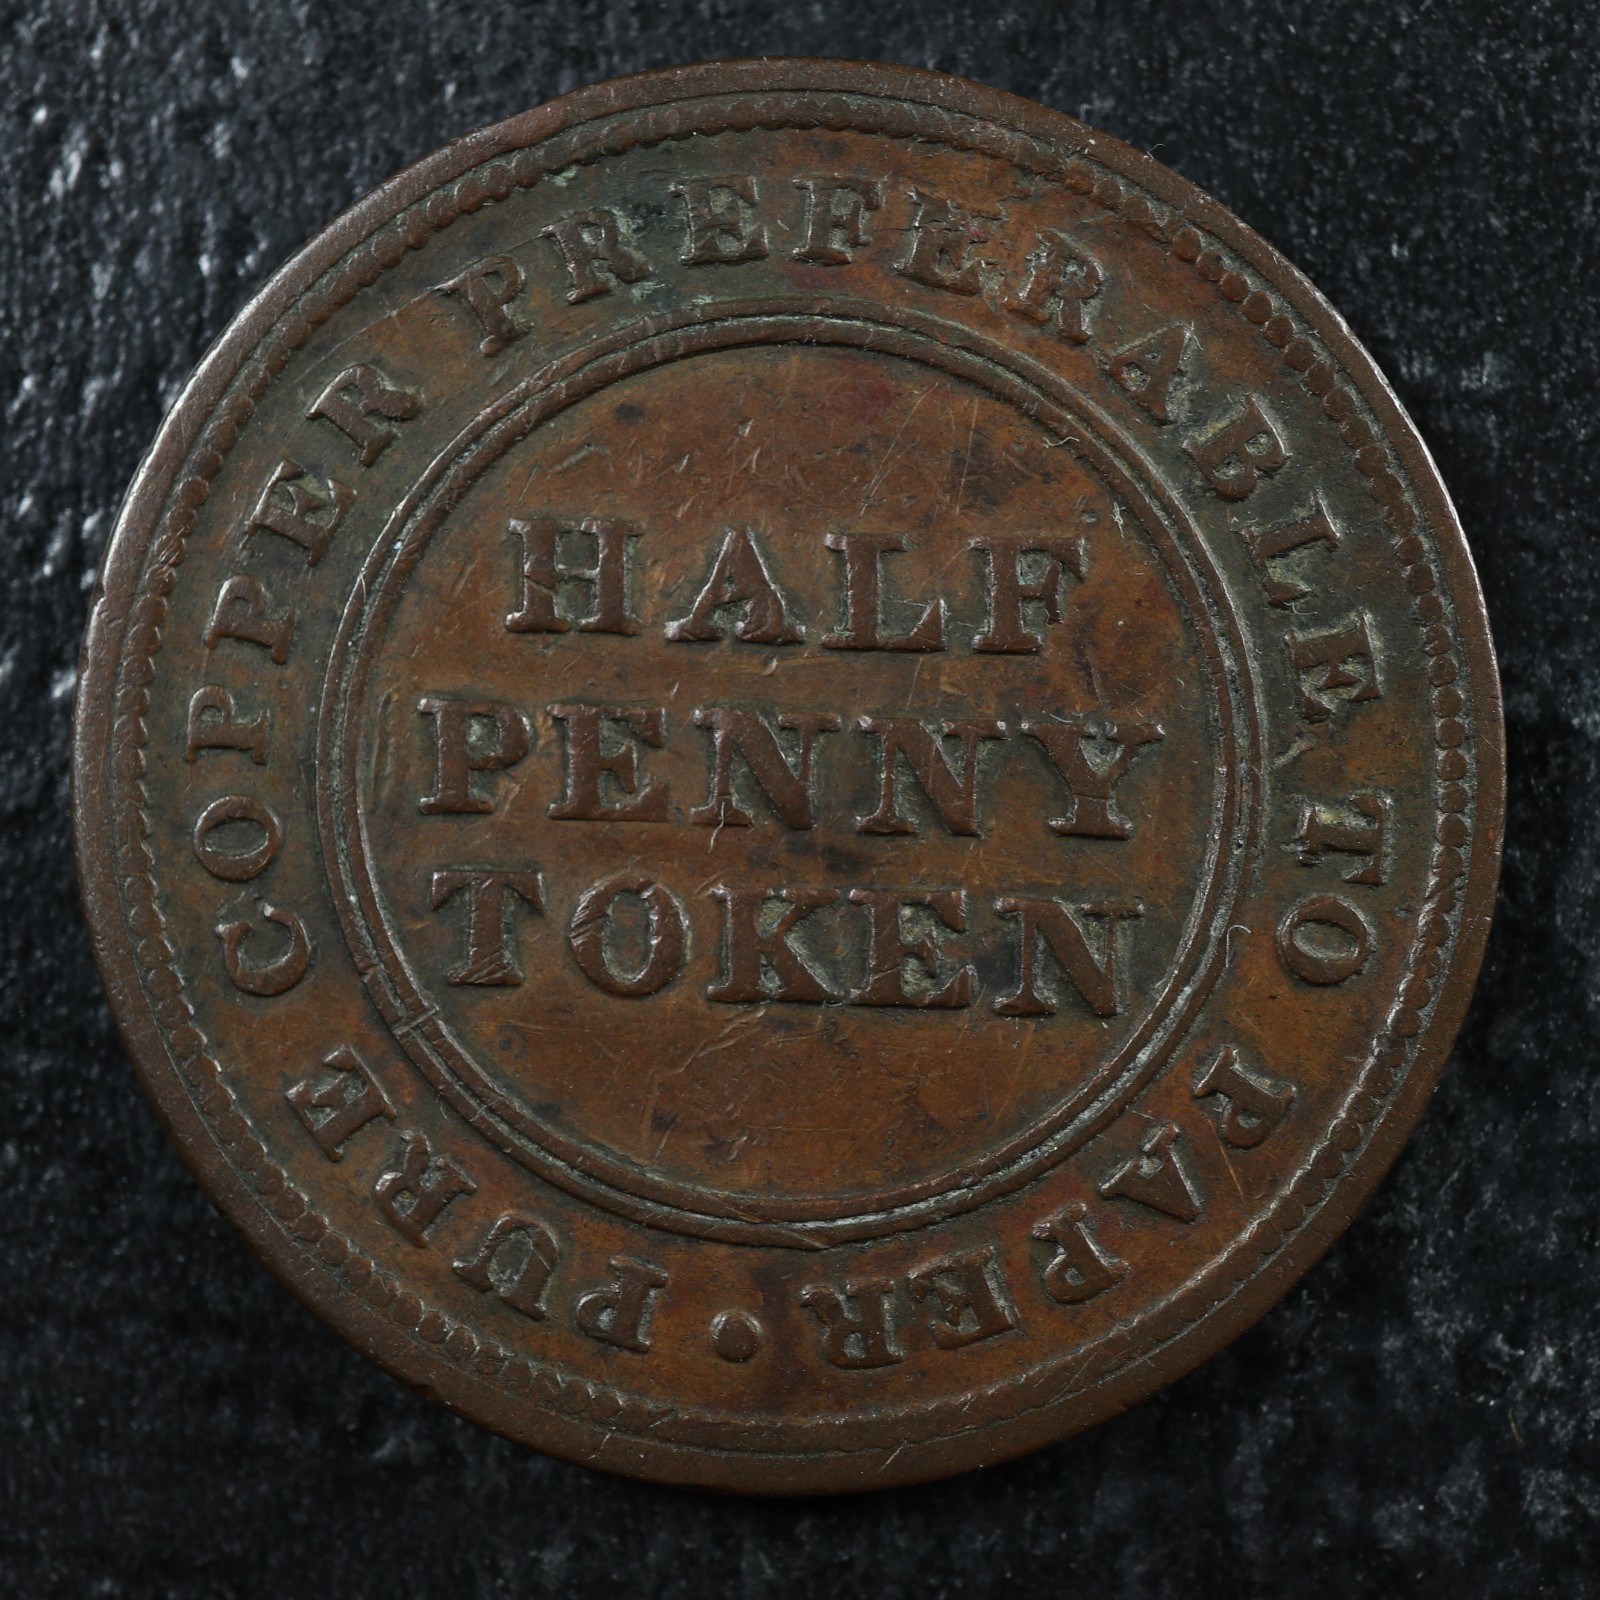 PURE COPPER PREFERABLE TO PAPER •
HALF
PENNY
TOKEN